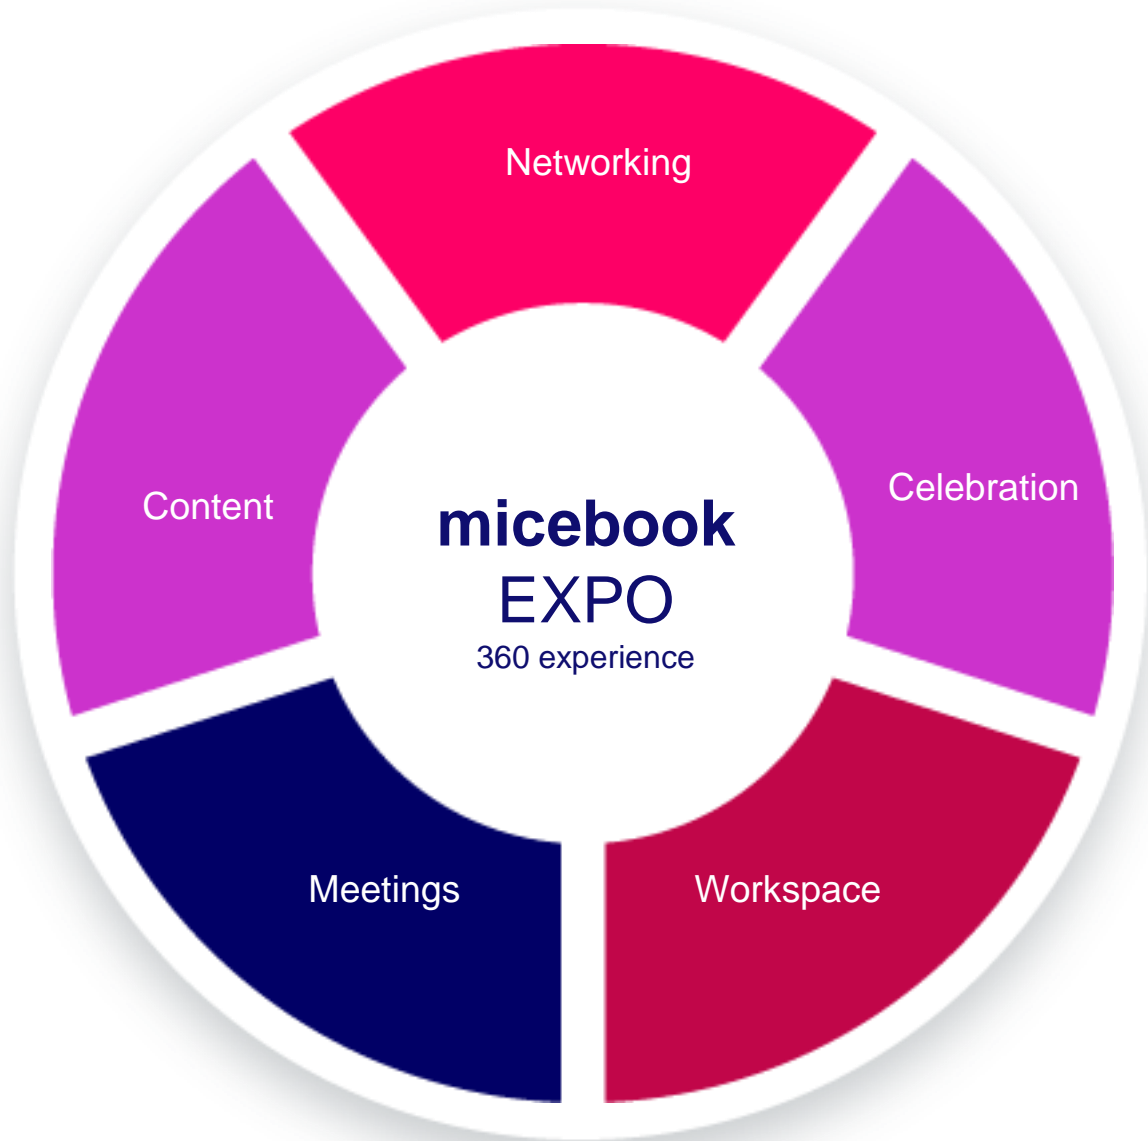 Networking
Celebration
Content
micebook
EXPO
360 experience
Meetings
Workspace